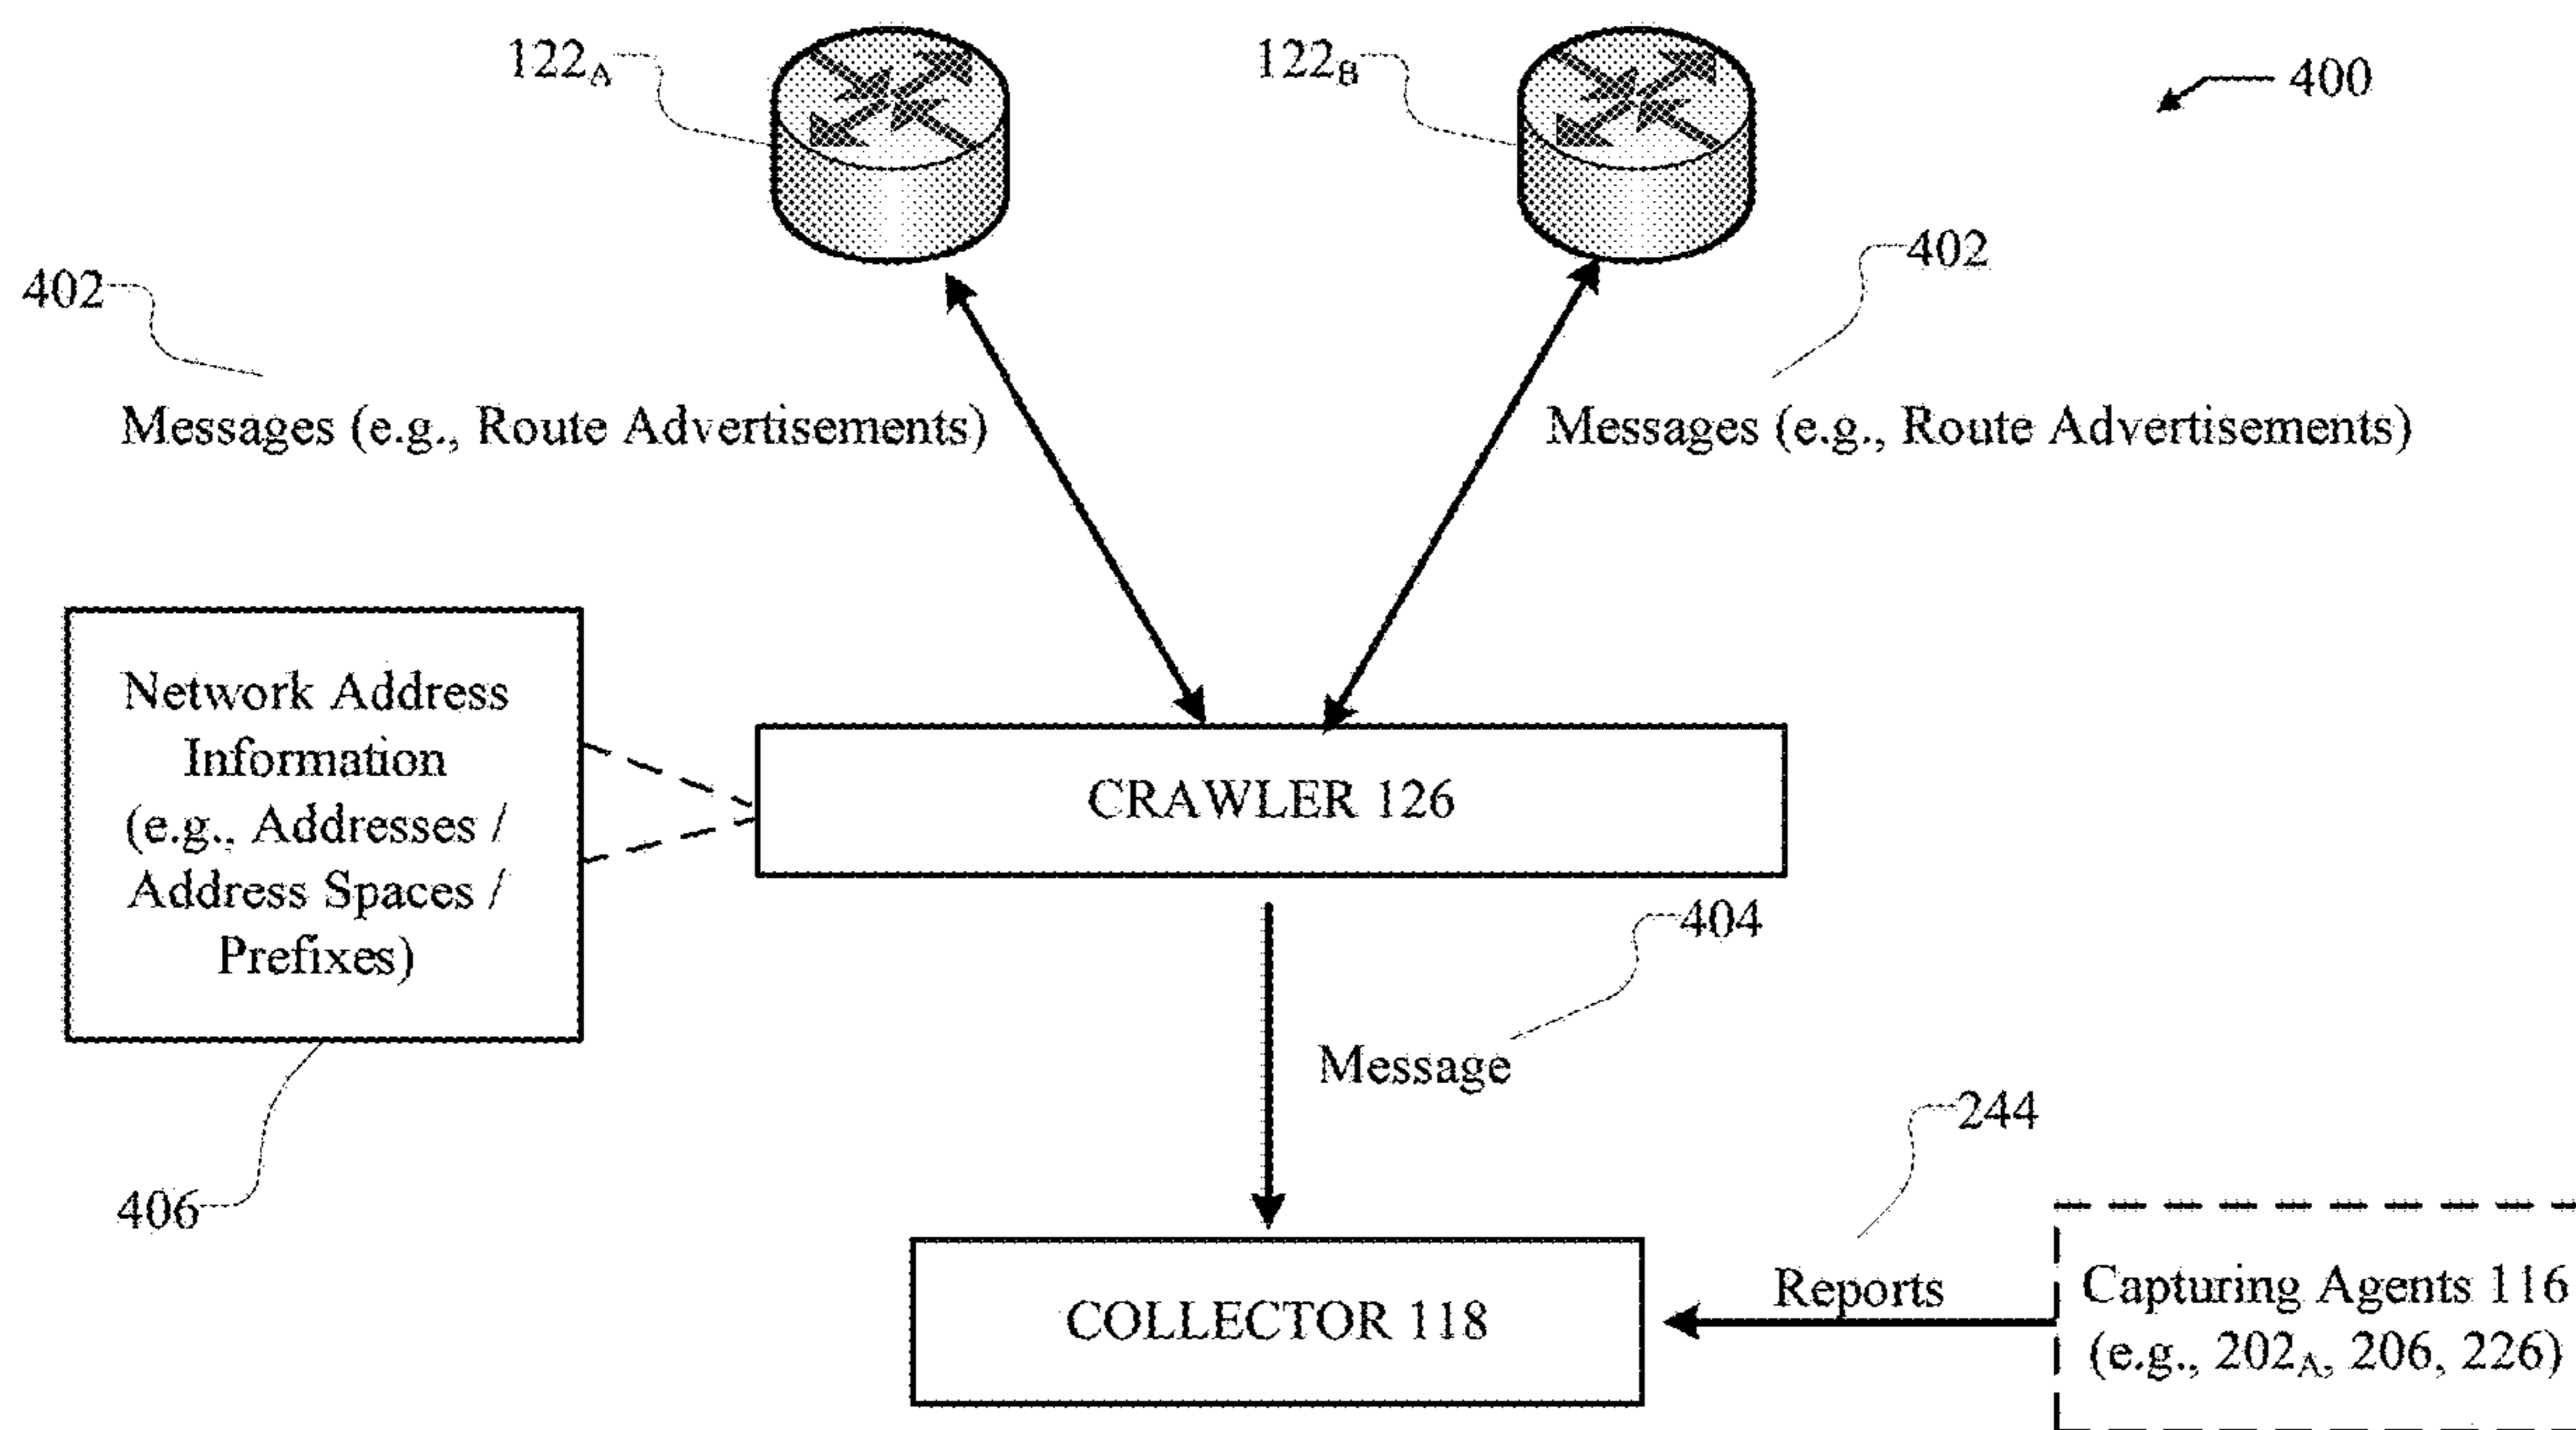 122A
122B
400
402
402
Messages (e.g., Route Advertisements)
Messages (e.g., Route Advertisements)
Network Address
Information
(e.g., Addresses /
Address Spaces /
Prefixes)
CRAWLER 126
404
Message
406
244
Reports
COLLECTOR 118
Capturing Agents 116
(e.g., 202A, 206, 226)